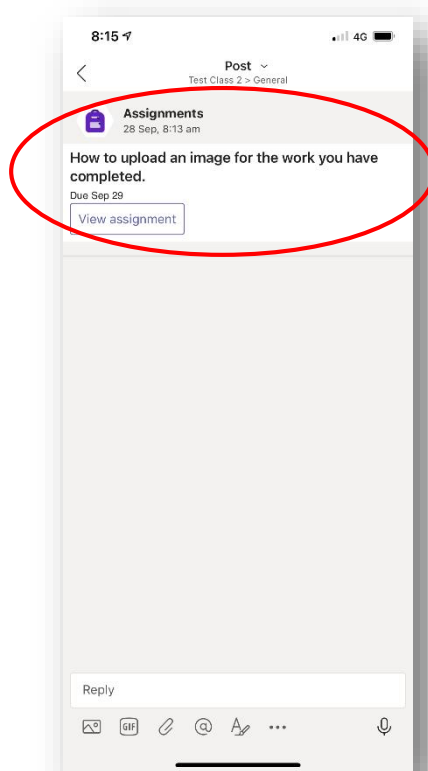 8:15
4G
Post
Test Class 2 > General
Assignments
28 Sep, 8:13 am
How to upload an image for the work you have
completed.
Due Sep 29
View assignment
Reply
GIF